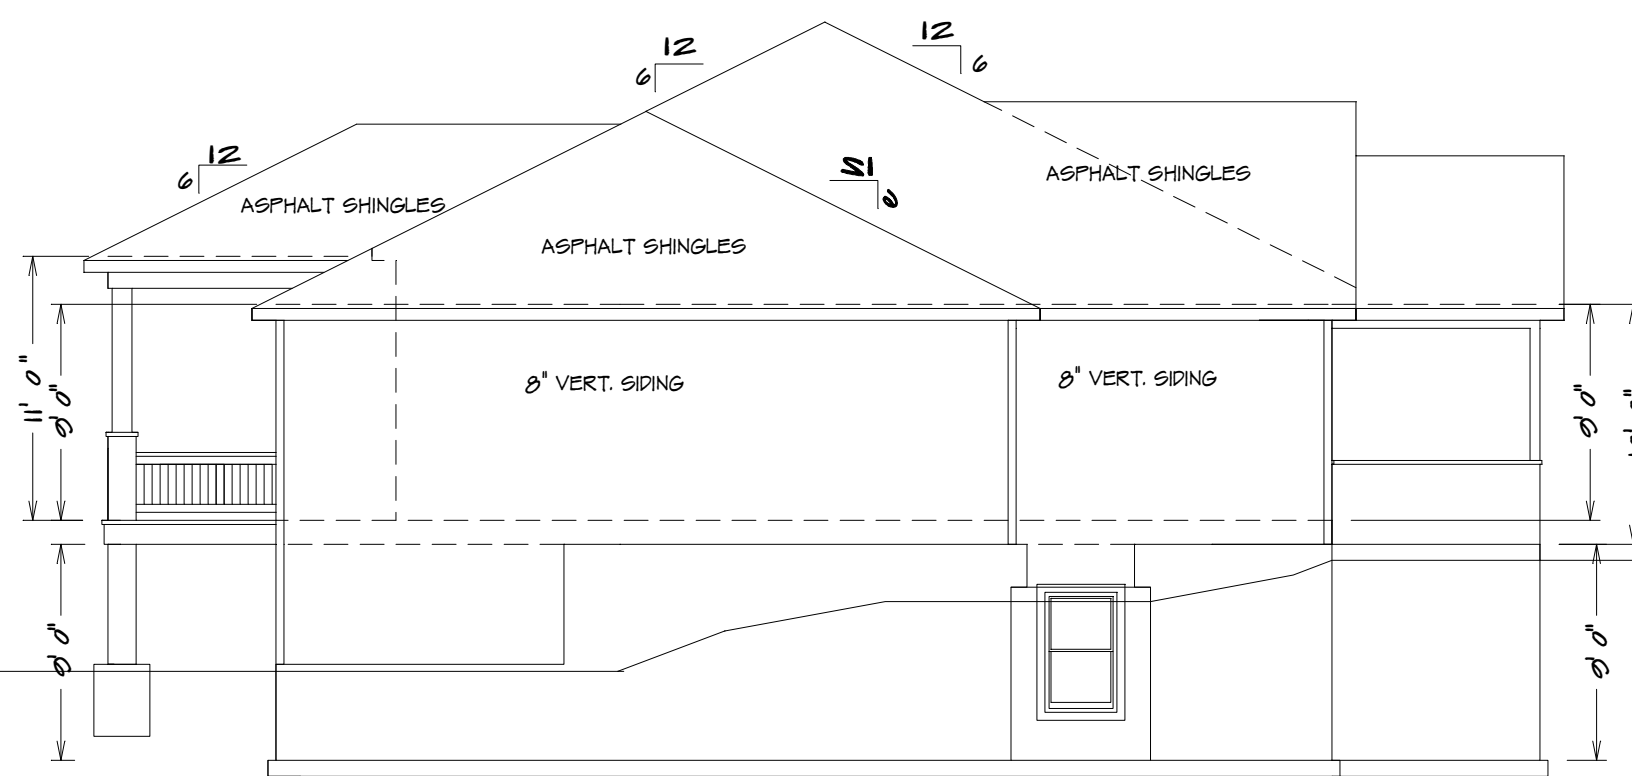 12
6
12
6
12
6
12
6
ASPHALT SHINGLES
ASPHALT SHINGLES
ASPHALT SHINGLES
8" VERT. SIDING
8" VERT. SIDING
11' 0"
9' 0"
9' 0"
9' 0"
9' 0"